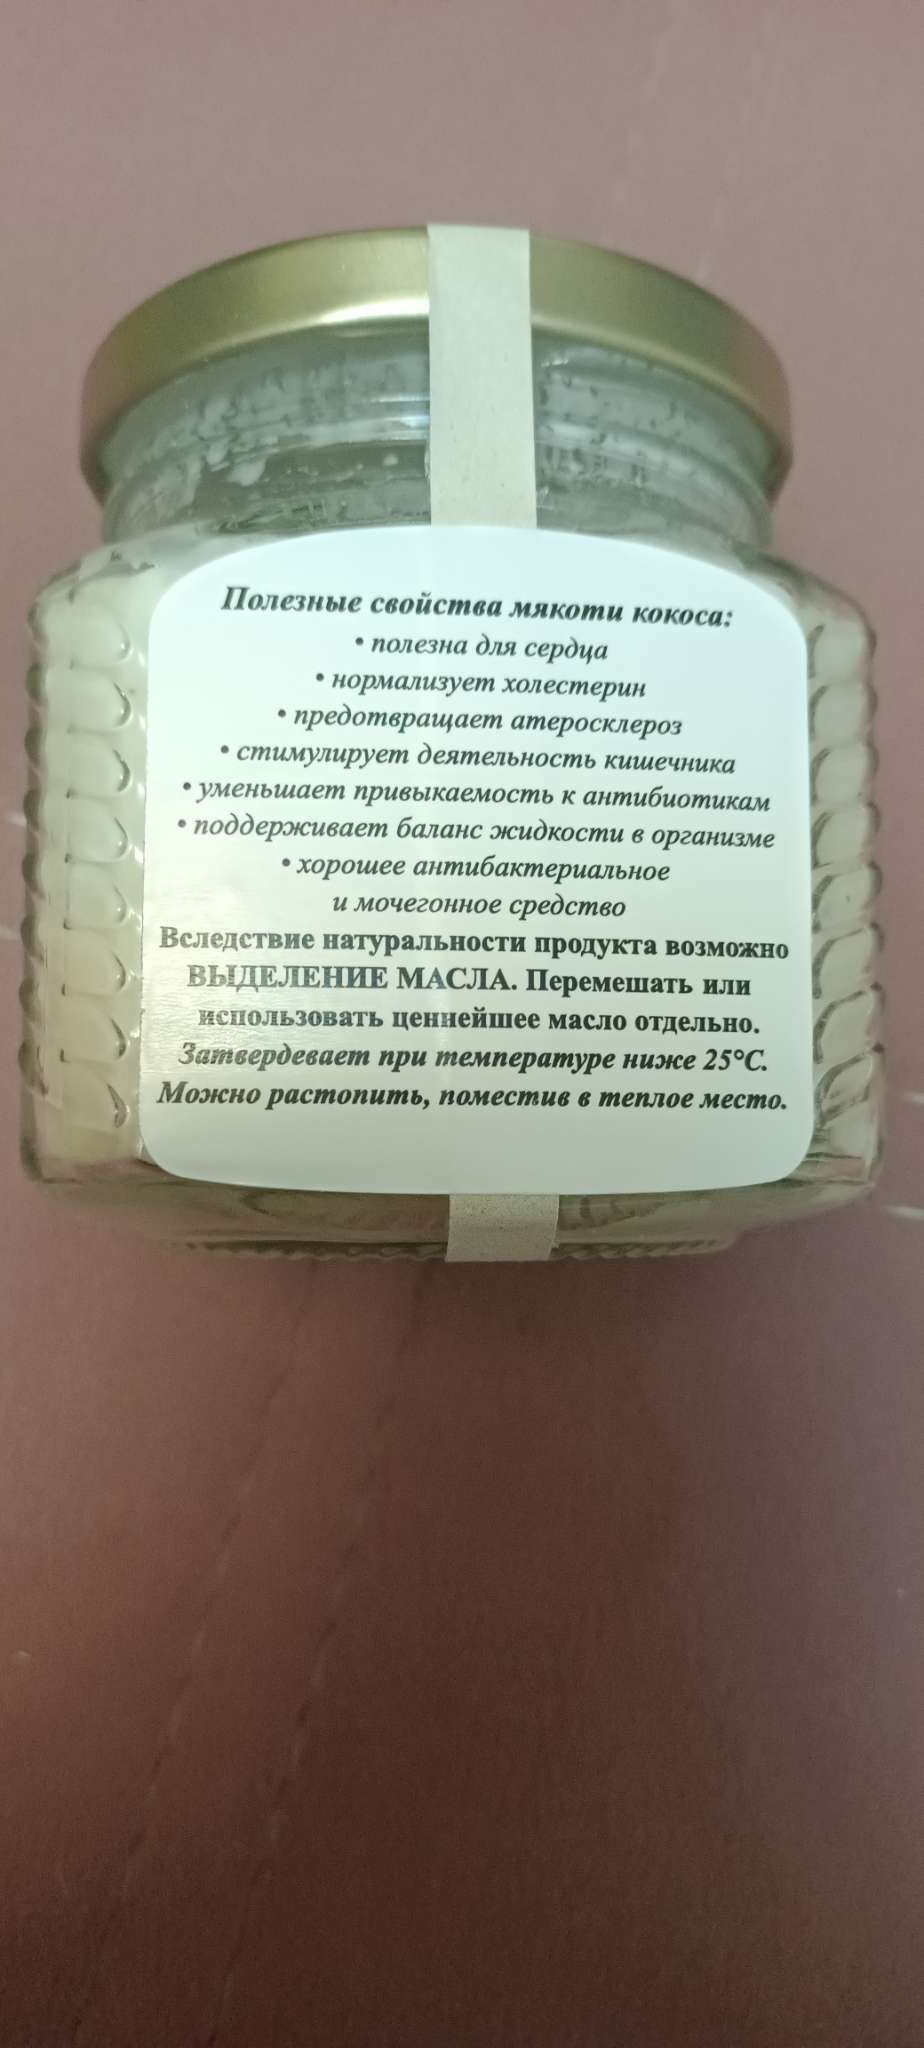 Полезные свойства мякоти кокоса:
• полезна для сердца
• нормализует холестерин
• предотвращает атеросклероз
• стимулирует деятельность кишечника
• уменьшает привыкаемость к антибиотикам
• поддерживает баланс жидкости в организме
• хорошее антибактериальное
и мочегонное средство
Вследствие натуральности продукта возможно
ВЫДЕЛЕНИЕ МАСЛА. Перемешать или
использовать ценнейшее масло отдельно.
Затвердевает при температуре ниже 25°С.
Можно растопить, поместив в теплое место.